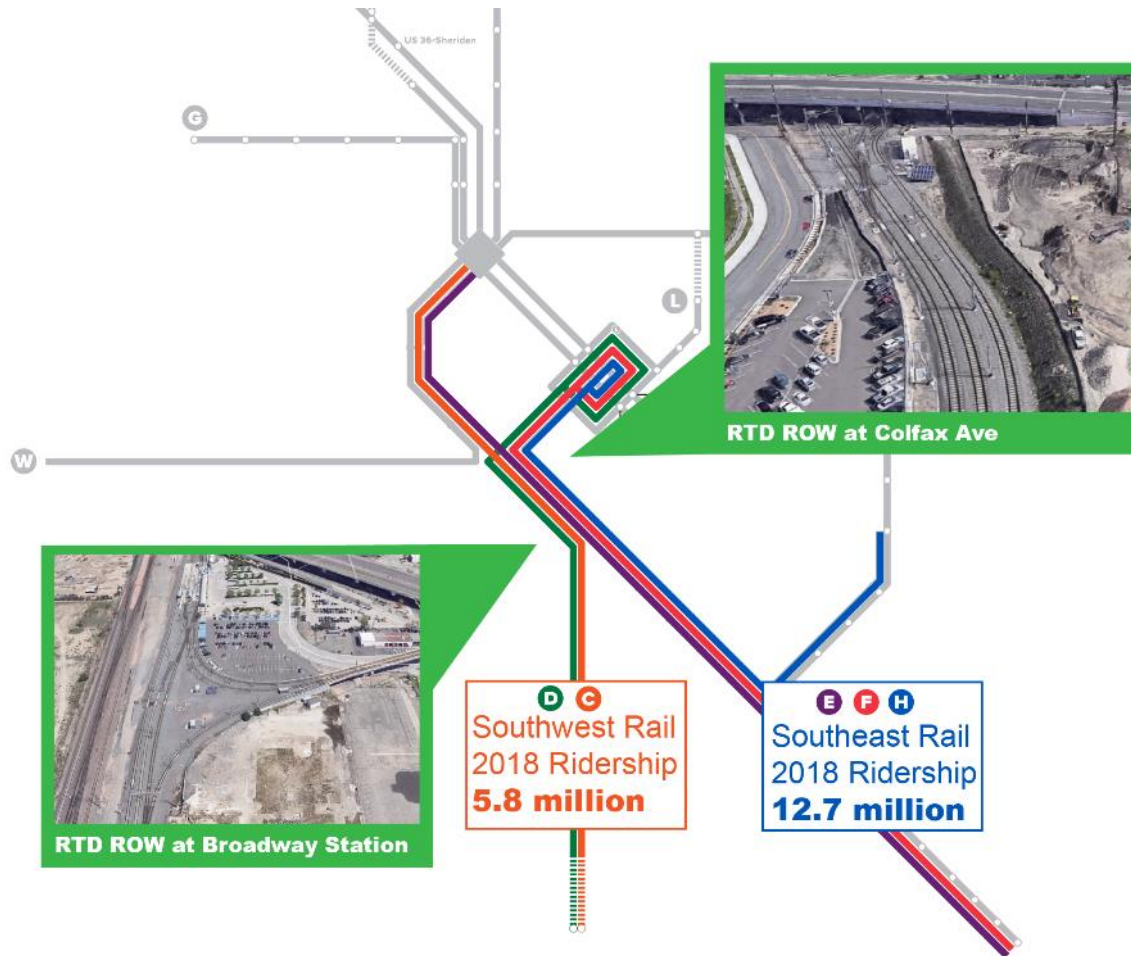 US 36-Sheridan
G
L
RTD ROW at Colfax Ave
W
D C
Southwest Rail
2018 Ridership
5.8 million
E F H
Southeast Rail
2018 Ridership
12.7 million
RTD ROW at Broadway Station